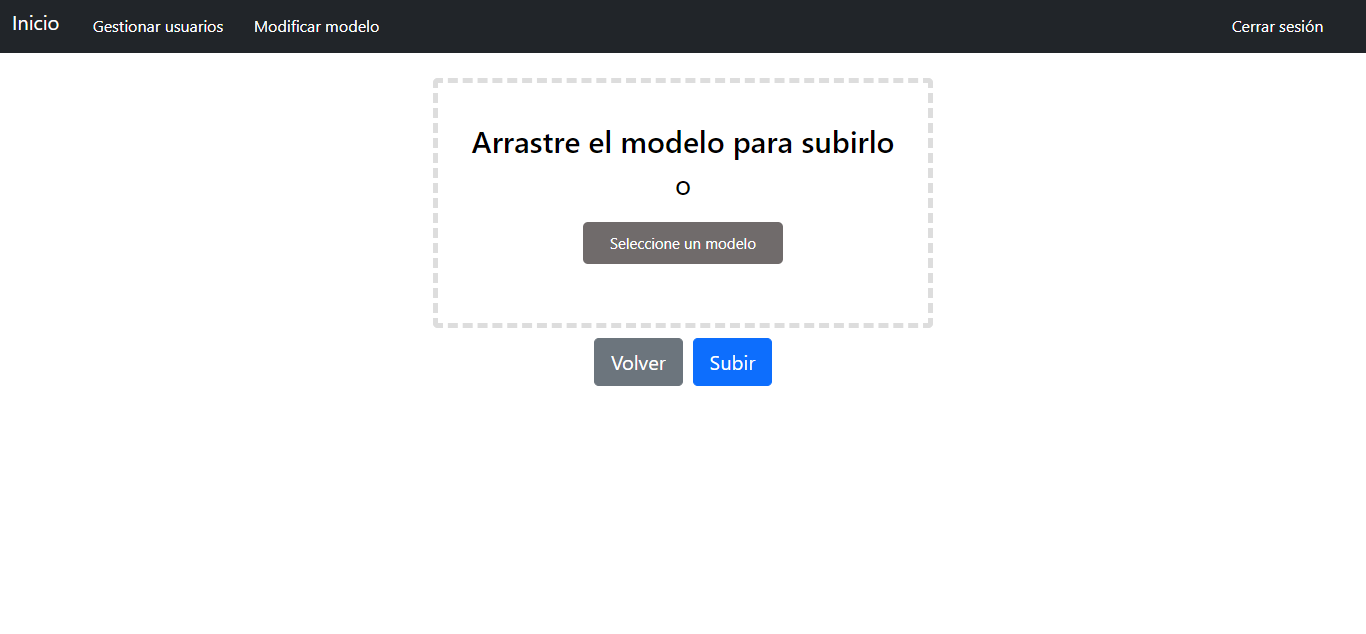 Inicio Gestionar usuarios Modificar modelo Cerrar sesión
Arrastre el modelo para subirlo
O
Seleccione un modelo
Volver Subir